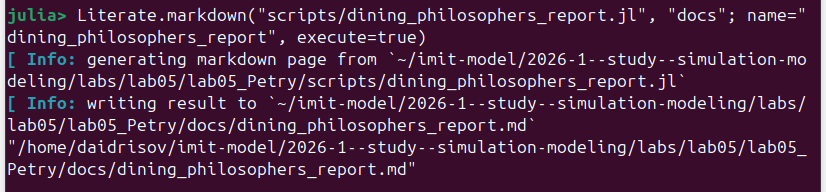 julia> Literate.markdown("scripts/dining_philosophers_report.jl", "docs"; name="
dining_philosophers_report", execute=true)
[ Info: generating markdown page from `~/imit-model/2026-1--study--simulation-mo
deling/labs/lab05/lab05_Petry/scripts/dining_philosophers_report.jl`
[ Info: writing result to `~/imit-model/2026-1--study--simulation-modeling/labs/
lab05/lab05_Petry/docs/dining_philosophers_report.md`
"/home/daidrisov/imit-model/2026-1--study--simulation-modeling/labs/lab05/lab05_
Petry/docs/dining_philosophers_report.md"